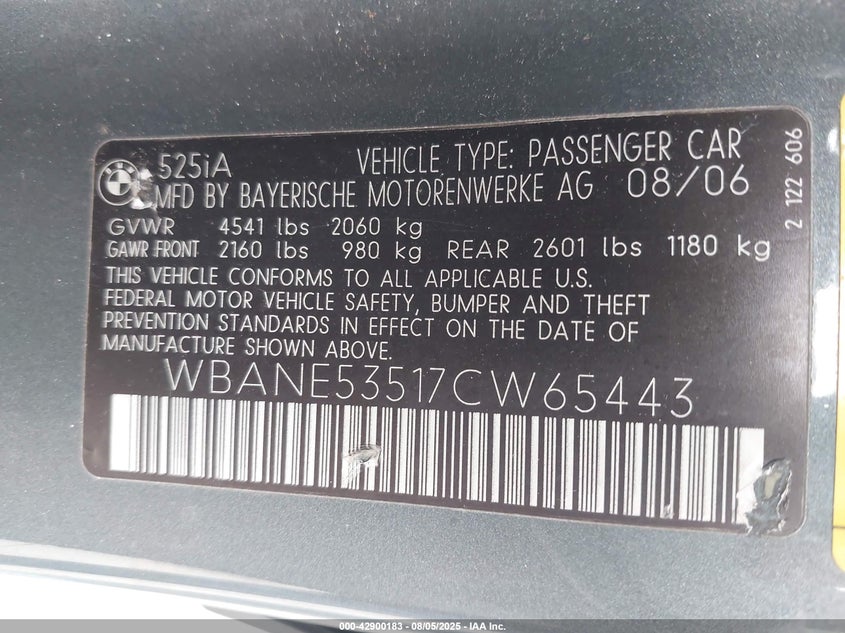 525iA VEHICLE TYPE: PASSENGER CAR
MFD BY BAYERISCHE MOTORENWERKE AG 08/06
GVWR 4541 lbs 2060 kg
GAWR FRONT 2160 lbs 980 kg REAR 2601 lbs 1180 kg
THIS VEHICLE CONFORMS TO ALL APPLICABLE U.S.
FEDERAL MOTOR VEHICLE SAFETY, BUMPER AND THEFT
PREVENTION STANDARDS IN EFFECT ON THE DATE OF
MANUFACTURE SHOWN ABOVE.
WBANE53517CW65443
2 122 606
000-42900183 - 08/05/2025 - IAA Inc.